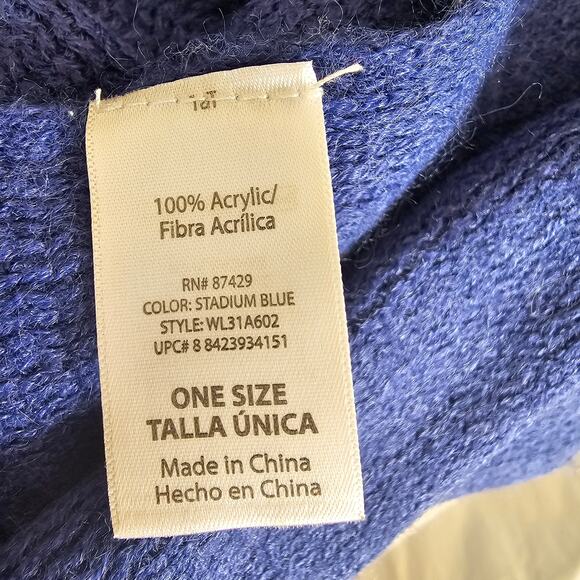 100% Acrylic/
Fibra Acrílica
RN# 87429
COLOR: STADIUM BLUE
STYLE: WL31A602
UPC# 8 8423934151
ONE SIZE
TALLA ÚNICA
Made in China
Hecho en China